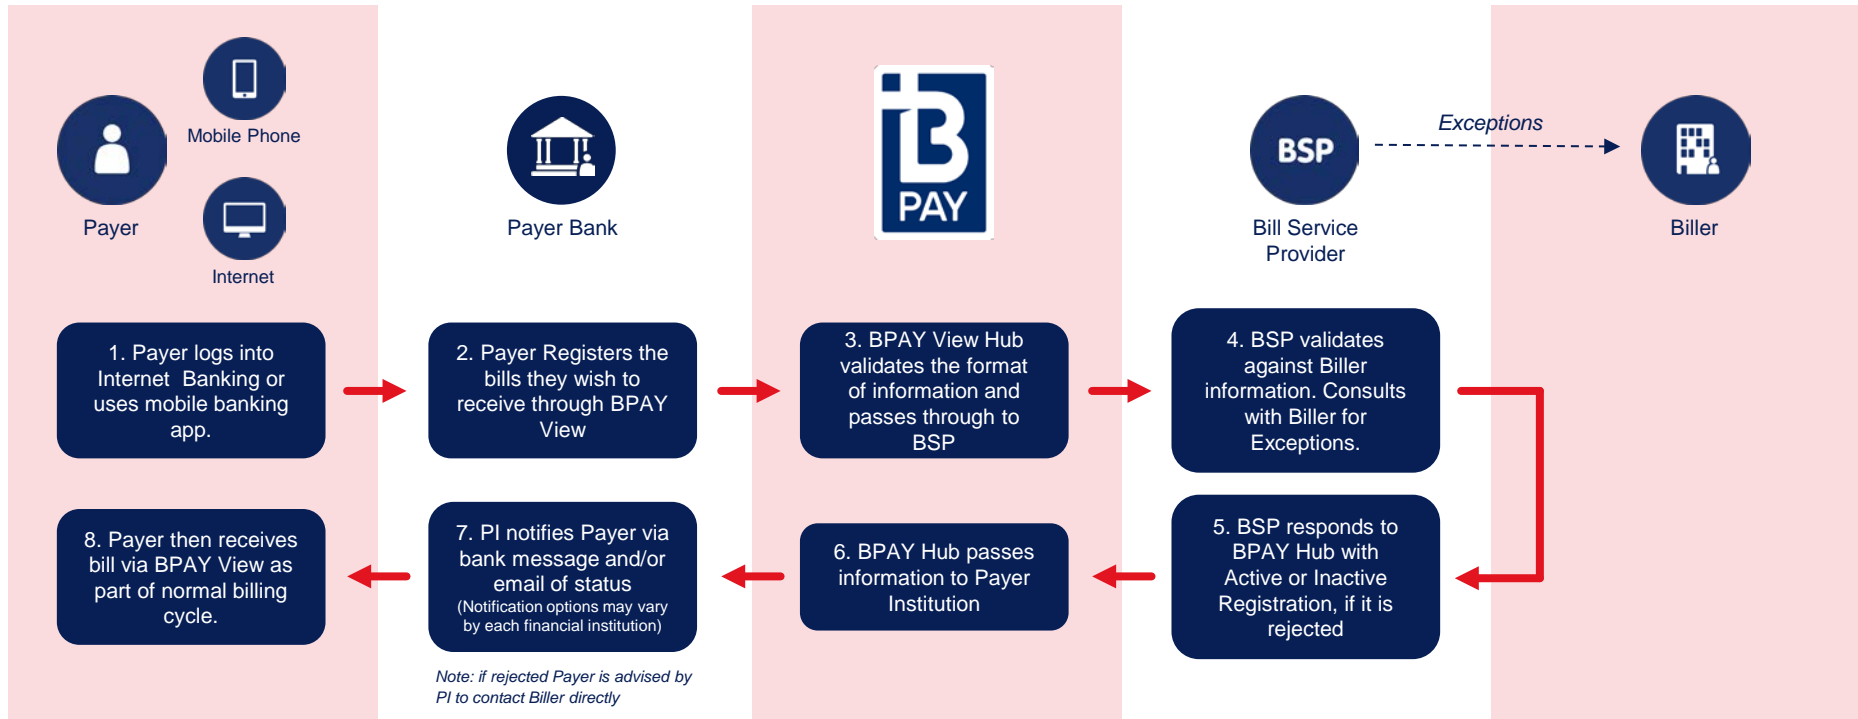 Mobile Phone
Payer
Internet
Payer Bank
B
PAY
BSP
Bill Service
Provider
Exceptions
Biller
1. Payer logs into
Internet Banking or
uses mobile banking
app.
2. Payer Registers the
bills they wish to
receive through BPAY
View
3. BPAY View Hub
validates the format
of information and
passes through to
BSP
4. BSP validates
against Biller
information. Consults
with Biller for
Exceptions.
5. BSP responds to
BPAY Hub with
Active or Inactive
Registration, if it is
rejected
6. BPAY Hub passes
information to Payer
Institution
7. PI notifies Payer via
bank message and/or
email of status
(Notification options may vary
by each financial institution)
Note: if rejected Payer is advised by
PI to contact Biller directly
8. Payer then receives
bill via BPAY View as
part of normal billing
cycle.